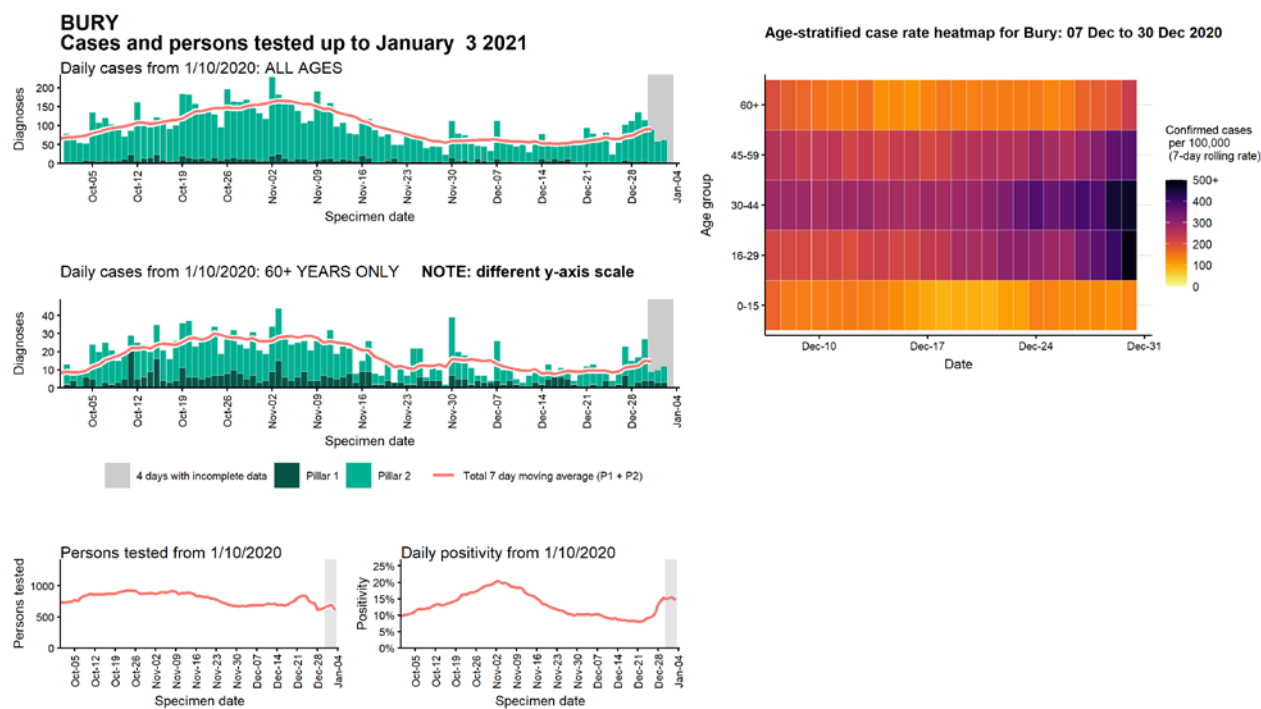 BURY
Cases and persons tested up to January 3 2021
Daily cases from 1/10/2020: ALL AGES
Diagnoses
200
150
100
50
0
Oct-05
Oct-12
Oct-19
Oct-26
Nov-02
Nov-09
Nov-16
Nov-23
Nov-30
Dec-07
Dec-14
Dec-21
Dec-28
Jan-04
Specimen date
Daily cases from 1/10/2020: 60+ YEARS ONLY NOTE: different y-axis scale
Diagnoses
40
30
20
10
0
Oct-05
Oct-12
Oct-19
Oct-26
Nov-02
Nov-09
Nov-16
Nov-23
Nov-30
Dec-07
Dec-14
Dec-21
Dec-28
Jan-04
Specimen date
4 days with incomplete data Pillar 1 Pillar 2 Total 7 day moving average (P1 + P2)
Persons tested from 1/10/2020
Persons tested
1000
500
0
Oct-05
Oct-12
Oct-19
Oct-26
Nov-02
Nov-09
Nov-16
Nov-23
Nov-30
Dec-07
Dec-14
Dec-21
Dec-28
Jan-04
Specimen date
Daily positivity from 1/10/2020
Positivity
25%
20%
15%
10%
5%
0%
Oct-05
Oct-12
Oct-19
Oct-26
Nov-02
Nov-09
Nov-16
Nov-23
Nov-30
Dec-07
Dec-14
Dec-21
Dec-28
Jan-04
Specimen date
Age-stratified case rate heatmap for Bury: 07 Dec to 30 Dec 2020
Age group
60+
45-59
30-44
16-29
0-15
Dec-10
Dec-17
Dec-24
Dec-31
Date
Confirmed cases
per 100,000
(7-day rolling rate)
500+
400
300
200
100
0